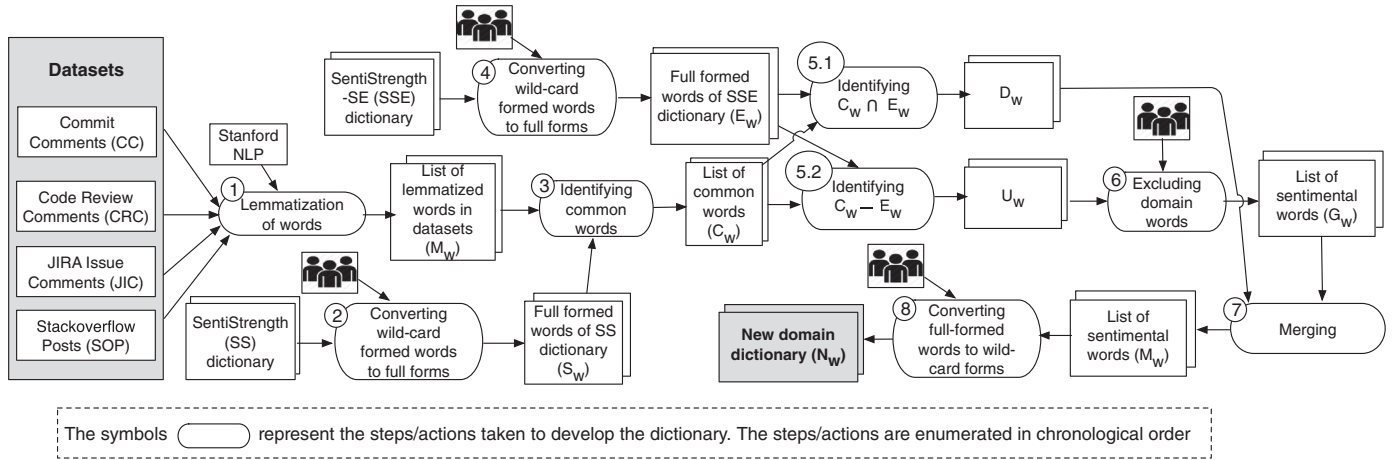 Datasets
Commit
Comments (CC)
Code Review
Comments (CRC)
JIRA Issue
Comments (JIC)
Stackoverflow
Posts (SOP)
Stanford
NLP
1
Lemmatization
of words
List of
lemmatized
words in
datasets
(Mw)
SentiStrength
(SS)
dictionary
2
Converting
wild-card
formed words
to full forms
Full formed
words of SS
dictionary
(Sw)
3
Identifying
common
words
List of
common
words
(Cw)
SentiStrength
-SE (SSE)
dictionary
4
Converting
wild-card
formed words
to full forms
Full formed
words of SSE
dictionary (Ew)
5.1
Identifying
Cw ∩ Ew
Dw
5.2
Identifying
Cw — Ew
Uw
6
Excluding
domain
words
List of
sentimental
words (Gw)
7
Merging
List of
sentimental
words (Mw)
8
Converting
full-formed
words to wild-
card forms
New domain
dictionary (Nw)
The symbols represent the steps/actions taken to develop the dictionary. The steps/actions are enumerated in chronological order